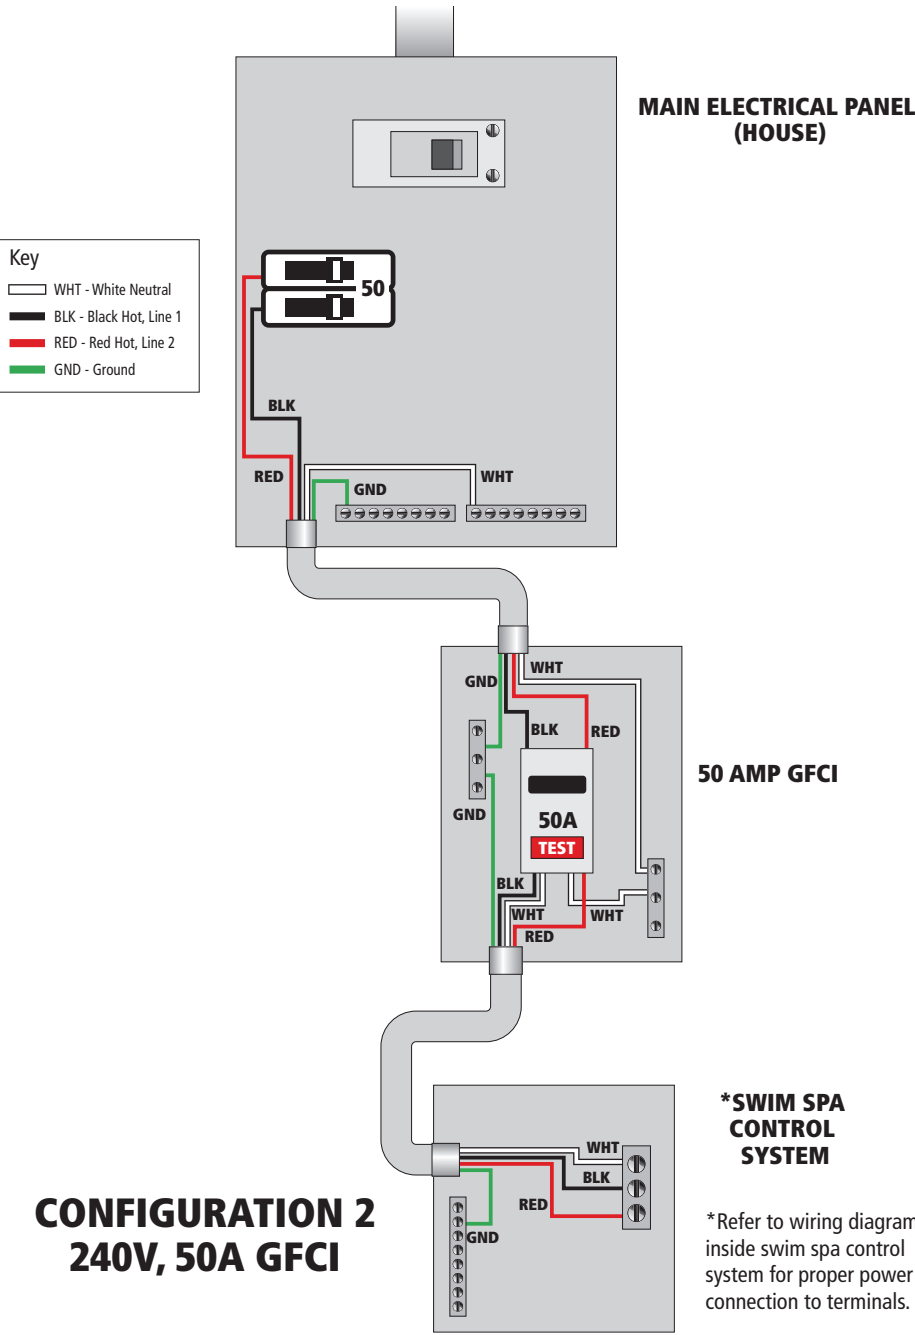 MAIN ELECTRICAL PANEL
(HOUSE)
Key
WHT - White Neutral
BLK - Black Hot, Line 1
RED - Red Hot, Line 2
GND - Ground
50
BLK
RED
GND
WHT
WHT
GND
BLK
RED
50 AMP GFCI
GND
50A
TEST
BLK
WHT
WHT
RED
*SWIM SPA
CONTROL
SYSTEM
WHT
BLK
RED
GND
CONFIGURATION 2
240V, 50A GFCI
*Refer to wiring diagram
inside swim spa control
system for proper power
connection to terminals.